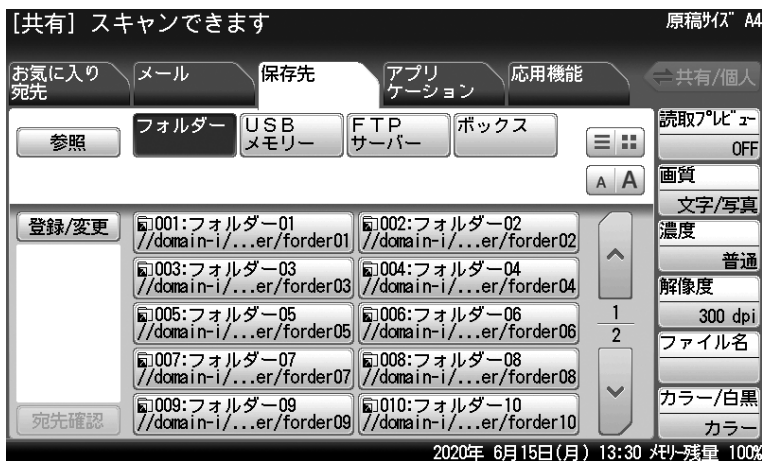 [共有] スキャンできます
原稿ｻｲｽﾞ A4
お気に入り
宛先
メール
保存先
アプリ
ケーション
応用機能
共有/個人
参照
フォルダー
USB
メモリー
FTP
サーバー
ボックス
A A
読取ﾌﾟﾚﾋﾞｭｰ
OFF
画質
文字/写真
濃度
普通
解像度
300 dpi
ファイル名
カラー/白黒
カラー
登録/変更
001:フォルダー01
//domain-i/...er/forder01
002:フォルダー02
//domain-i/...er/forder02
003:フォルダー03
//domain-i/...er/forder03
004:フォルダー04
//domain-i/...er/forder04
005:フォルダー05
//domain-i/...er/forder05
006:フォルダー06
//domain-i/...er/forder06
007:フォルダー07
//domain-i/...er/forder07
008:フォルダー08
//domain-i/...er/forder08
009:フォルダー09
//domain-i/...er/forder09
010:フォルダー10
//domain-i/...er/forder10
1
2
宛先確認
2020年 6月15日(月) 13:30 ﾒﾓﾘｰ残量 100%